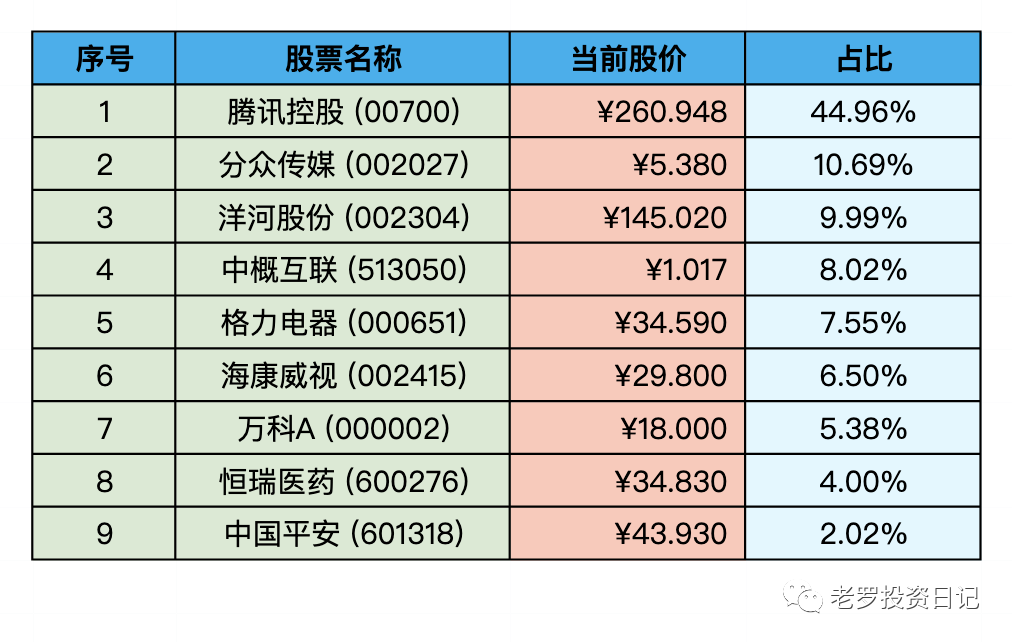 序号 股票名称 当前股价 占比
1 腾讯控股 (00700) ¥260.948 44.96%
2 分众传媒 (002027) ¥5.380 10.69%
3 洋河股份 (002304) ¥145.020 9.99%
4 中概互联 (513050) ¥1.017 8.02%
5 格力电器 (000651) ¥34.590 7.55%
6 海康威视 (002415) ¥29.800 6.50%
7 万科A (000002) ¥18.000 5.38%
8 恒瑞医药 (600276) ¥34.830 4.00%
9 中国平安 (601318) ¥43.930 2.02%
老罗投资日记